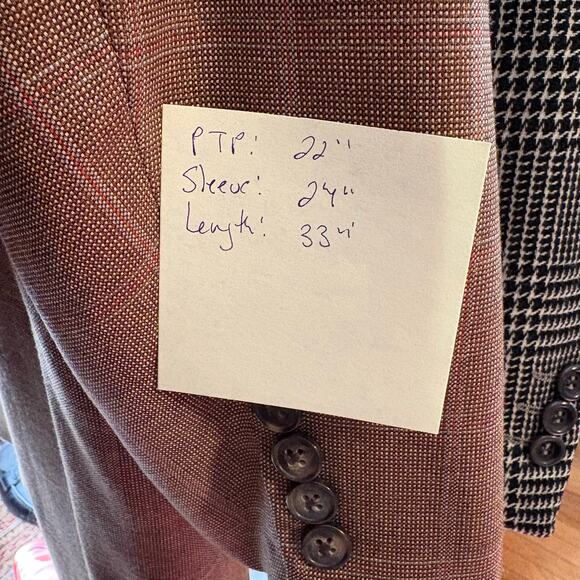 PTP: 22"
Sleeve: 24"
Length: 33"